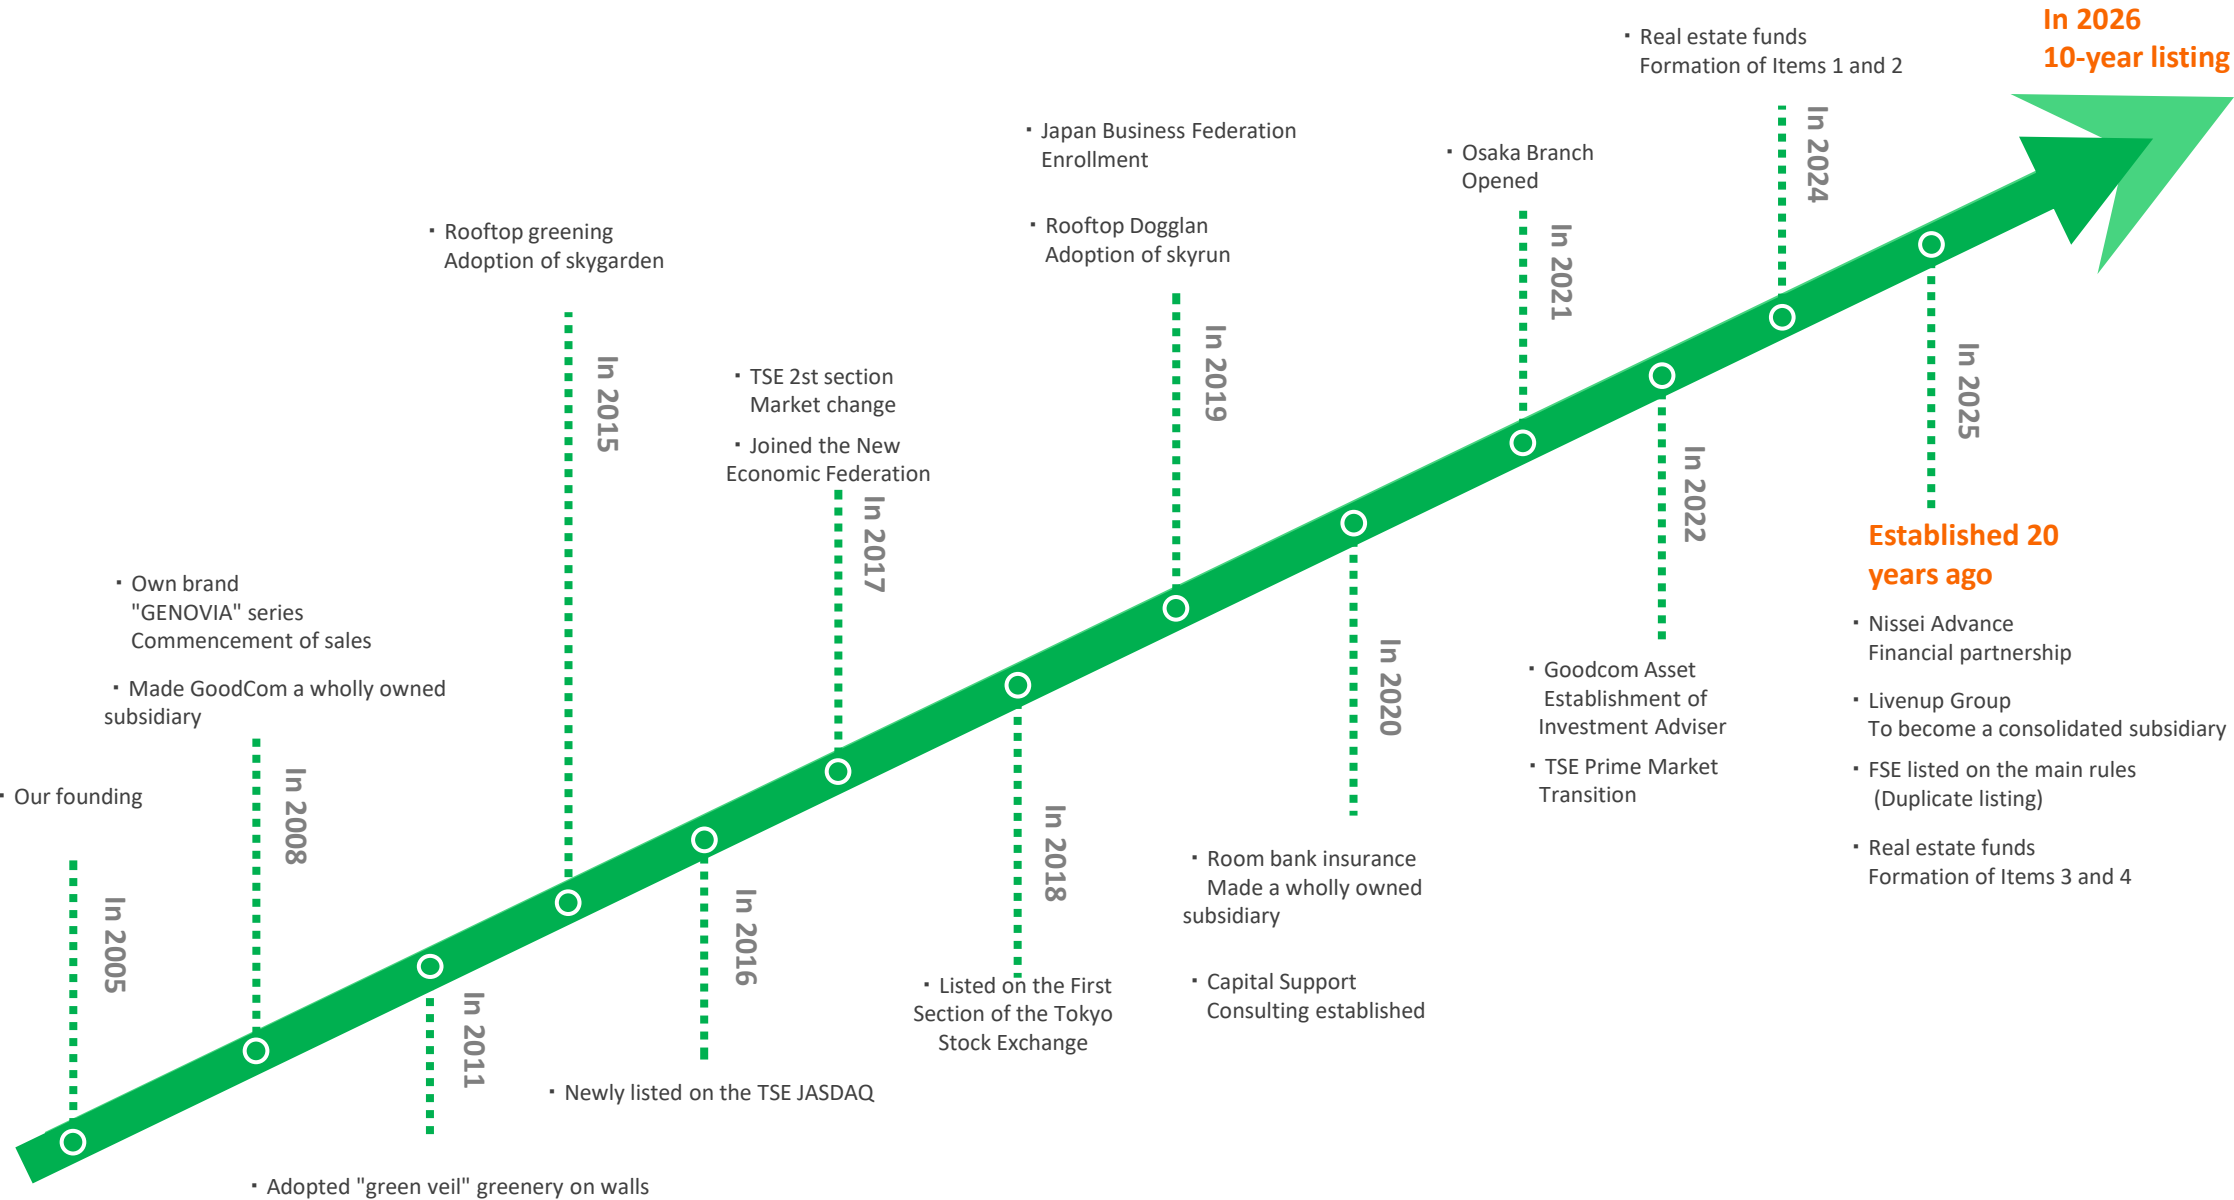 ・ Our founding
In 2005
・ Own brand
"GENOVIA" series
Commencement of sales
・ Made GoodCom a wholly owned
subsidiary
In 2008
In 2011
・ Adopted "green veil" greenery on walls
・ Rooftop greening
Adoption of skygarden
In 2015
In 2016
・ Newly listed on the TSE JASDAQ
・ TSE 2st section
Market change
・ Joined the New
Economic Federation
In 2017
In 2018
・ Listed on the First
Section of the Tokyo
Stock Exchange
・ Japan Business Federation
Enrollment
・ Rooftop Dogglan
Adoption of skyrun
In 2019
In 2020
・ Room bank insurance
Made a wholly owned
subsidiary
・ Capital Support
Consulting established
・ Osaka Branch
Opened
In 2021
In 2022
・ Goodcom Asset
Establishment of
Investment Adviser
・ TSE Prime Market
Transition
・ Real estate funds
Formation of Items 1 and 2
In 2024
In 2025
Established 20
years ago
・ Nissei Advance
Financial partnership
・ Livenup Group
To become a consolidated subsidiary
・ FSE listed on the main rules
(Duplicate listing)
・ Real estate funds
Formation of Items 3 and 4
In 2026
10-year listing